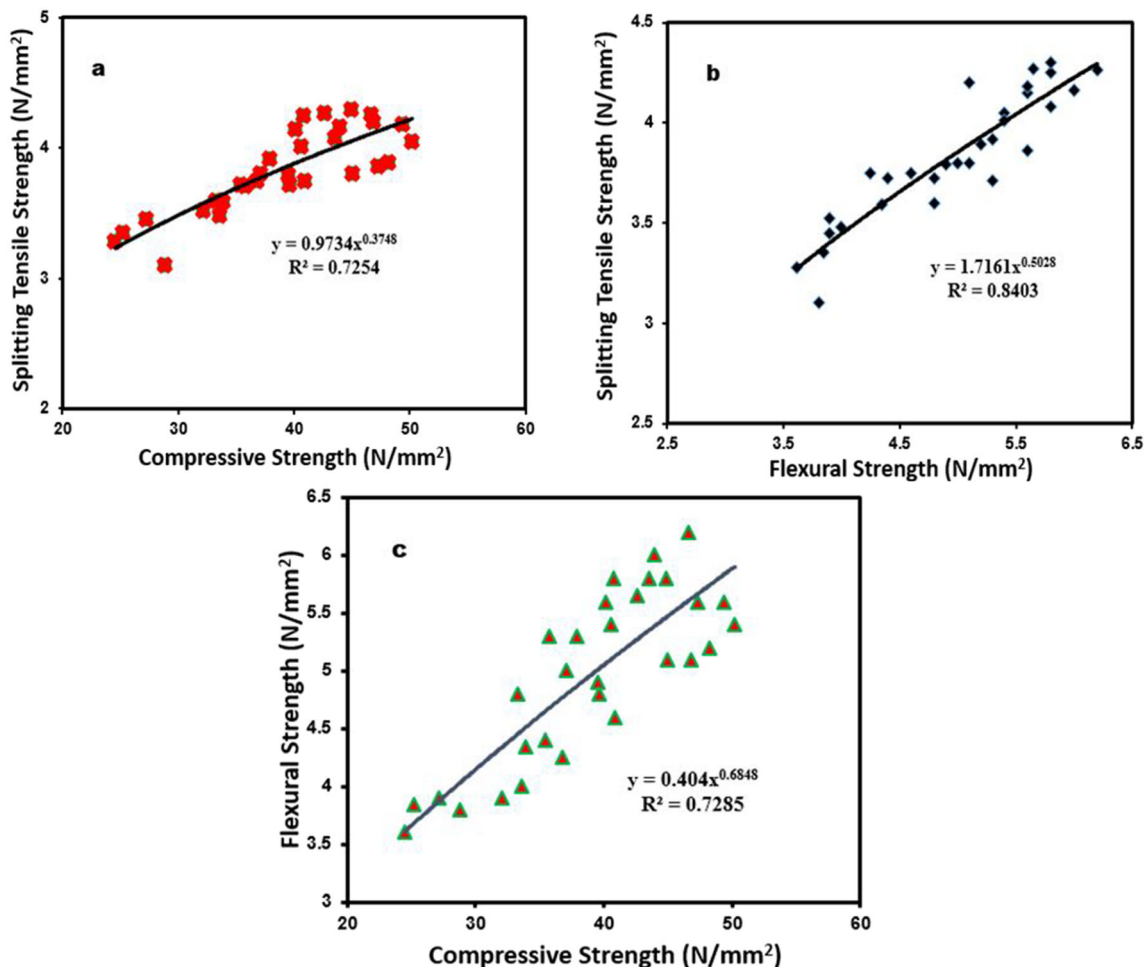 a
Splitting Tensile Strength (N/mm²)
5
4
3
2
y = 0.9734x^0.3748
R² = 0.7254
20 30 40 50 60
Compressive Strength (N/mm²)
b
Splitting Tensile Strength (N/mm²)
4.5
4
3.5
3
2.5
y = 1.7161x^0.5028
R² = 0.8403
2.5 3.5 4.5 5.5 6.5
Flexural Strength (N/mm²)
c
Flexural Strength (N/mm²)
6.5
6
5.5
5
4.5
4
3.5
3
y = 0.404x^0.6848
R² = 0.7285
20 30 40 50 60
Compressive Strength (N/mm²)